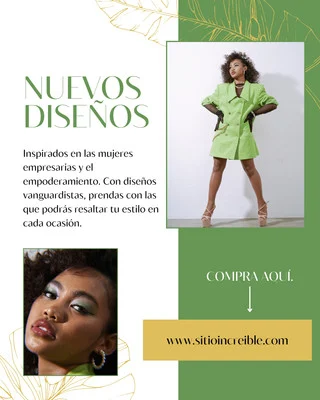 NUEVOS
DISEÑOS
Inspirados en las mujeres
empresarias y el
empoderamiento. Con diseños
vanguardistas, prendas con las
que podrás resaltar tu estilo en
cada ocasión.
COMPRA AQUÍ.
www.sitioincreible.com